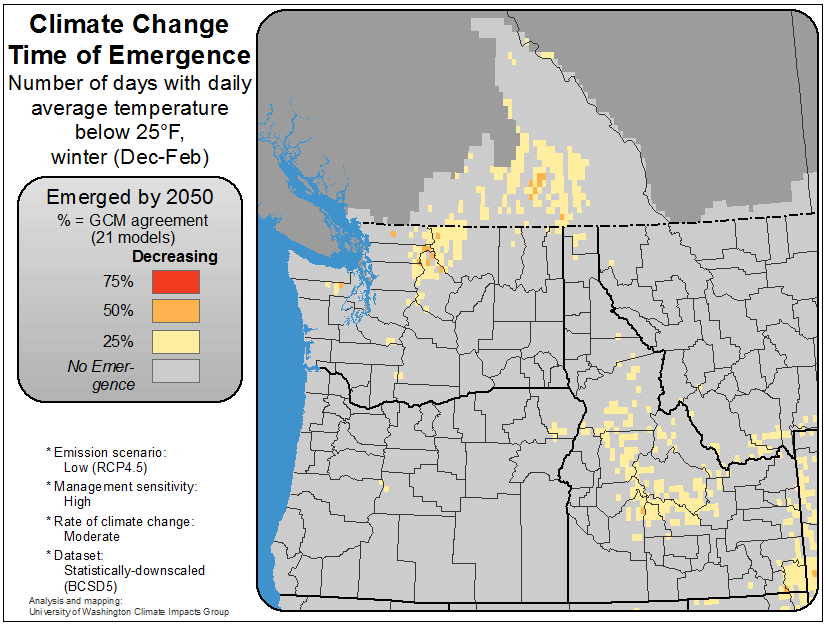 Climate Change
Time of Emergence
Number of days with daily
average temperature
below 25°F,
winter (Dec-Feb)
Emerged by 2050
% = GCM agreement
(21 models)
Decreasing
75%
50%
25%
No Emer-
gence
* Emission scenario:
Low (RCP4.5)
* Management sensitivity:
High
* Rate of climate change:
Moderate
* Dataset:
Statistically-downscaled
(BCSD5)
Analysis and mapping:
University of Washington Climate Impacts Group